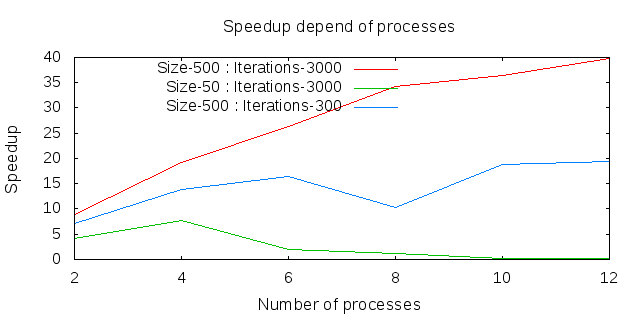 Speedup depend of processes
40
35
30
25
20
15
10
5
0
Speedup
Size-500 : Iterations-3000
Size-50 : Iterations-3000
Size-500 : Iterations-300
2 4 6 8 10 12
Number of processes